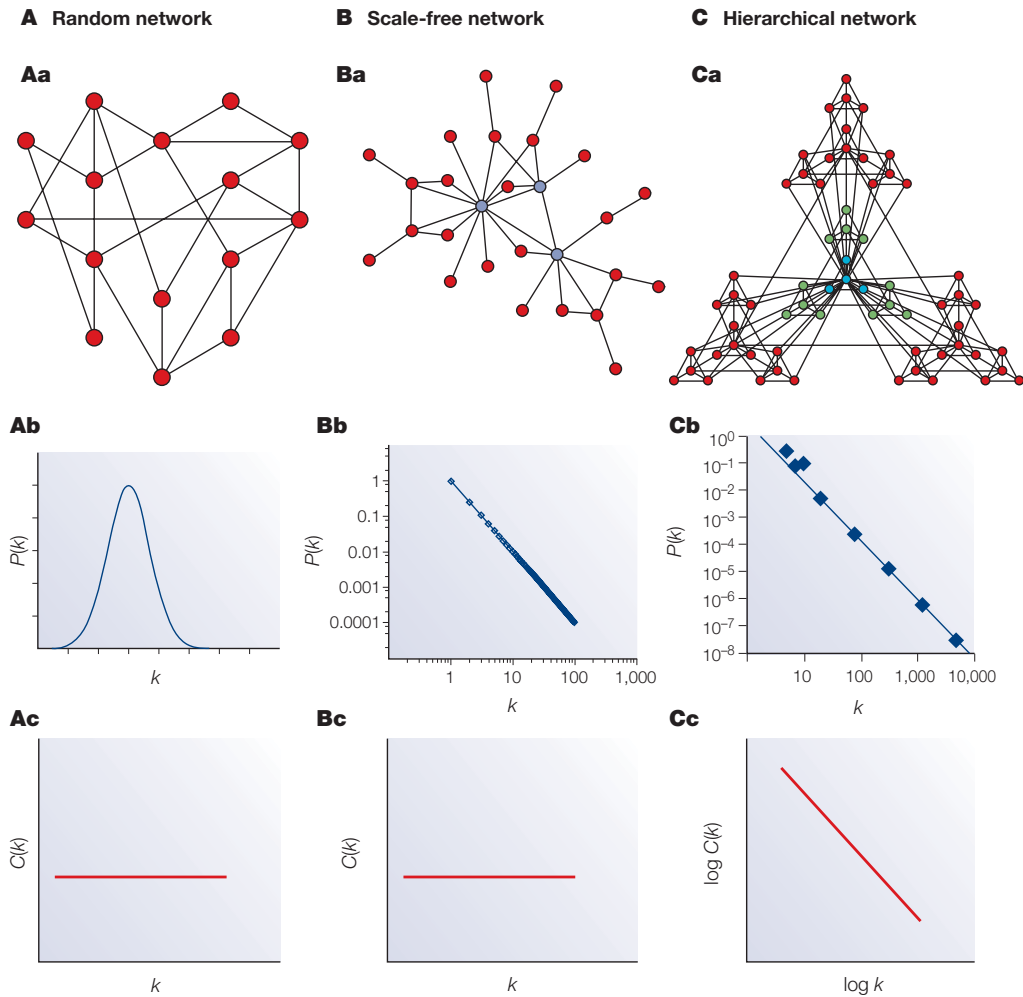 A Random network
B Scale-free network
C Hierarchical network
Aa
Ba
Ca
Ab
P(k)
k
Bb
P(k)
1
0.1
0.01
0.001
0.0001
1 10 100 1,000
k
Cb
P(k)
10⁰
10⁻¹
10⁻²
10⁻³
10⁻⁴
10⁻⁵
10⁻⁶
10⁻⁷
10⁻⁸
10 100 1,000 10,000
k
Ac
C(k)
k
Bc
C(k)
k
Cc
log C(k)
log k